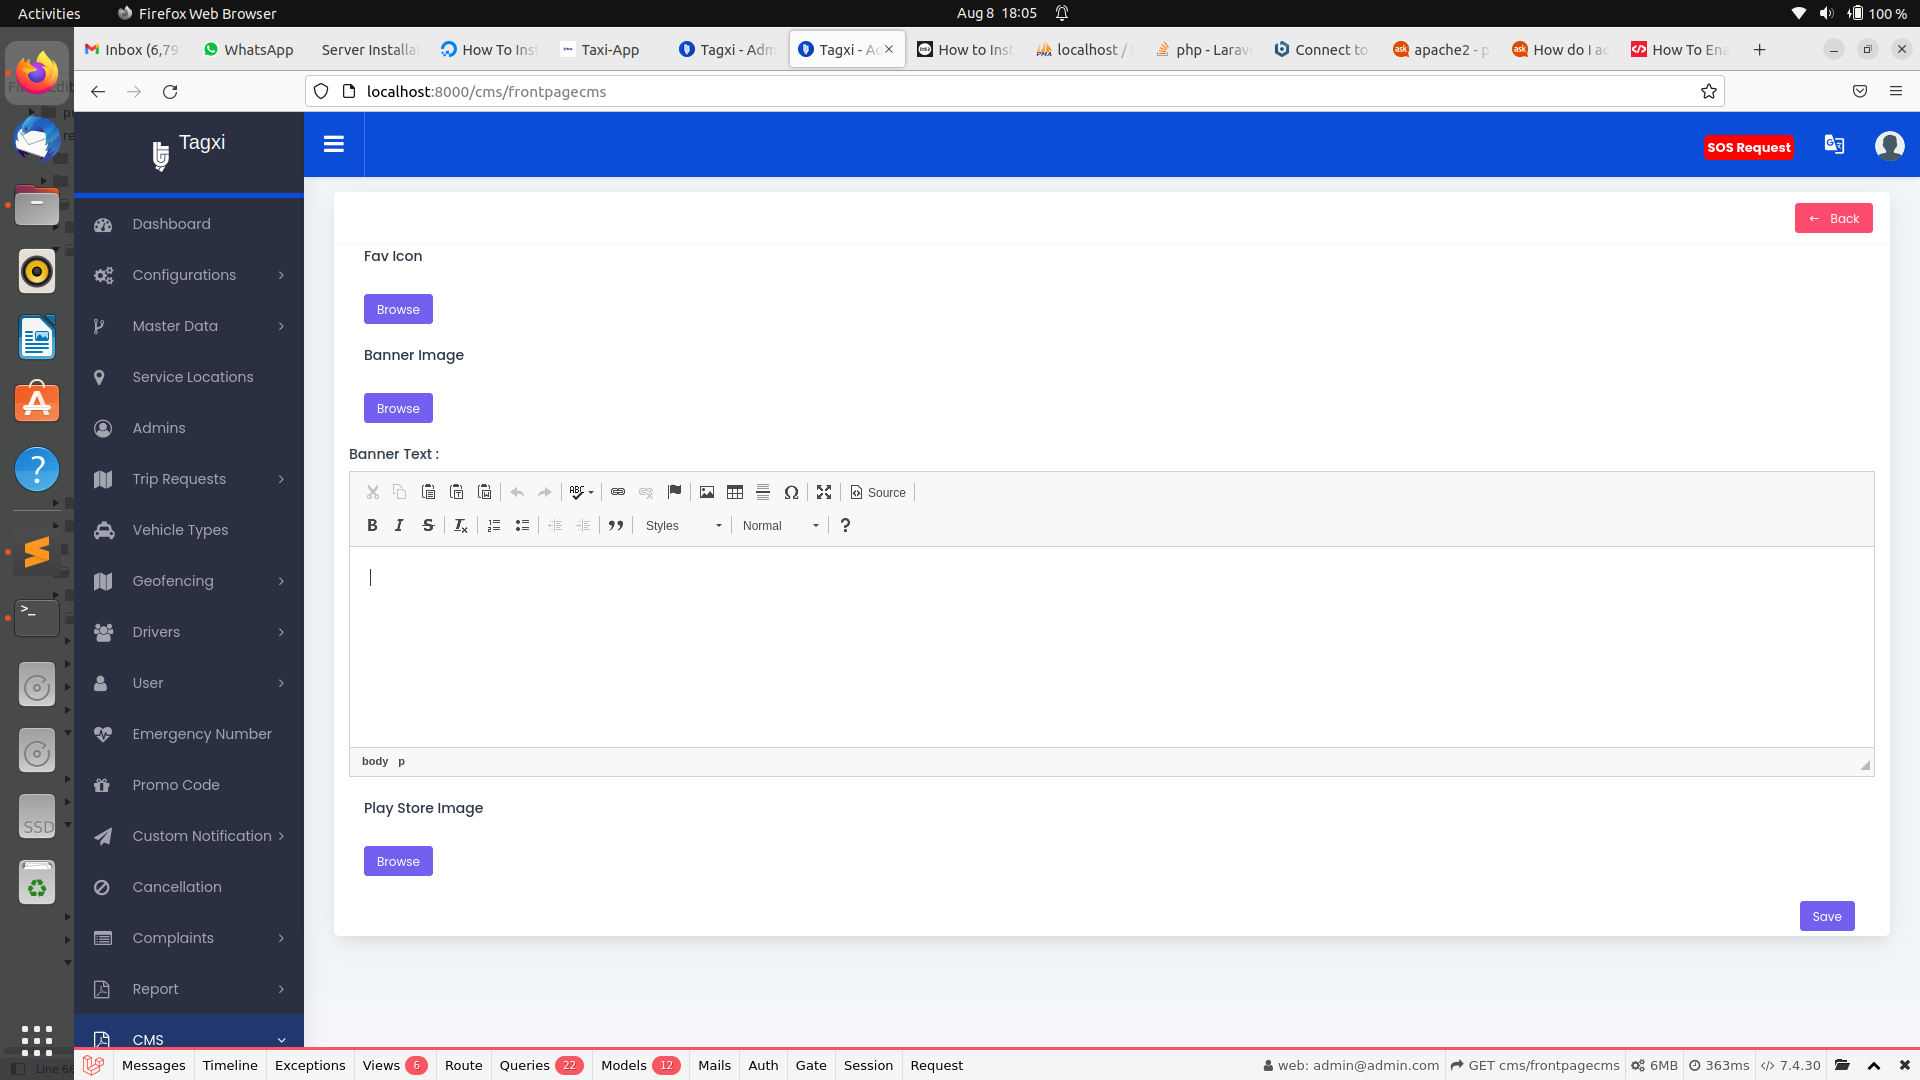 Activities
Firefox Web Browser
Aug 8 18:05
100 %
Inbox (6,79
WhatsApp
Server Installa
How To Inst
Taxi-App
Tagxi - Adm
Tagxi - Ad
How to Inst
localhost /
php - Larav
Connect to
apache2 - p
How do I ac
How To Ena
localhost:8000/cms/frontpagecms
Tagxi
SOS Request
Dashboard
Configurations
Master Data
Service Locations
Admins
Trip Requests
Vehicle Types
Geofencing
Drivers
User
Emergency Number
Promo Code
Custom Notification
Cancellation
Complaints
Report
CMS
SSD
Back
Fav Icon
Browse
Banner Image
Browse
Banner Text :
ABC
Source
Styles
Normal
body p
Play Store Image
Browse
Save
Messages
Timeline
Exceptions
Views 6
Route
Queries 22
Models 12
Mails
Auth
Gate
Session
Request
web: admin@admin.com
GET cms/frontpagecms
6MB
363ms
7.4.30